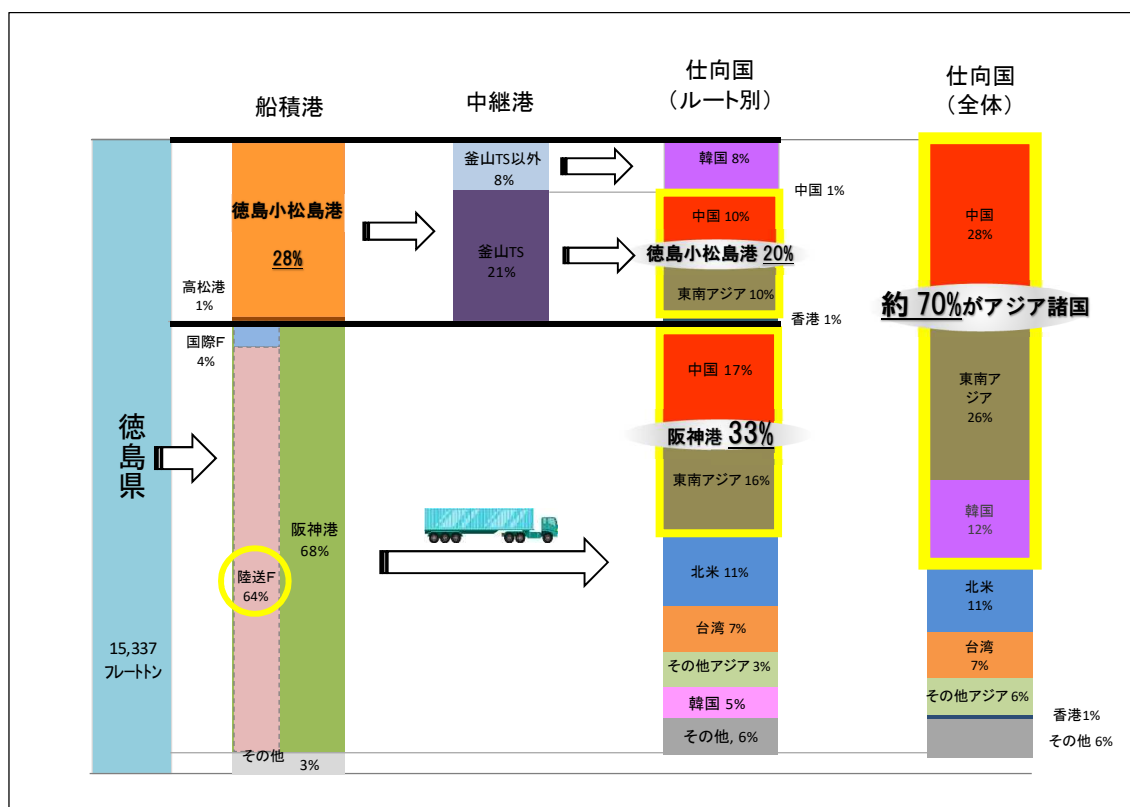 船積港
中継港
仕向国
(ルート別)
仕向国
(全体)
徳島県
15,337
フレートトン
徳島小松島港
28%
高松港
1%
国際F
4%
陸送F
64%
阪神港
68%
その他
3%
釜山TS以外
8%
釜山TS
21%
韓国 8%
中国 1%
中国 10%
徳島小松島港 20%
東南アジア 10%
香港 1%
中国 17%
阪神港 33%
東南アジア 16%
北米 11%
台湾 7%
その他アジア 3%
韓国 5%
その他, 6%
中国
28%
約 70%がアジア諸国
東南ア
ジア
26%
韓国
12%
北米
11%
台湾
7%
その他アジア 6%
香港1%
その他 6%